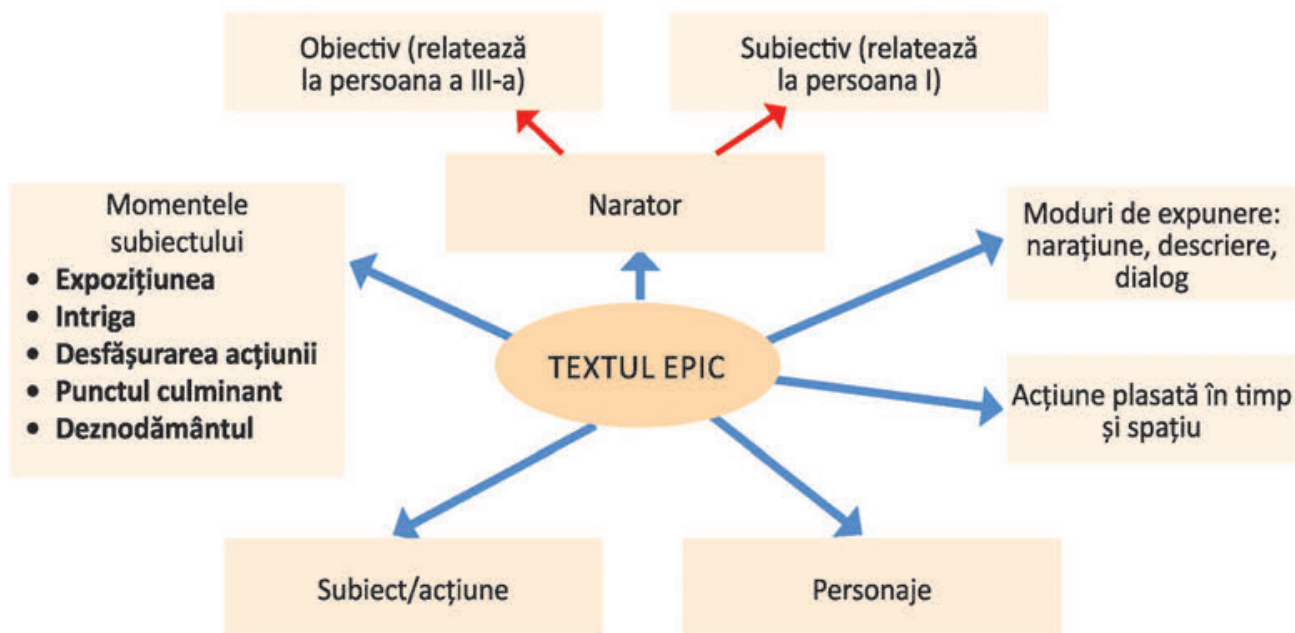 Obiectiv (relatează
la persoana a III-a)
Subiectiv (relatează
la persoana I)
Narator
Momentele
subiectului
• Expozițiunea
• Intriga
• Desfășurarea acțiunii
• Punctul culminant
• Deznodământul
Moduri de expunere:
narațiune, descriere,
dialog
TEXTUL EPIC
Acțiune plasată în timp
și spațiu
Subiect/acțiune
Personaje